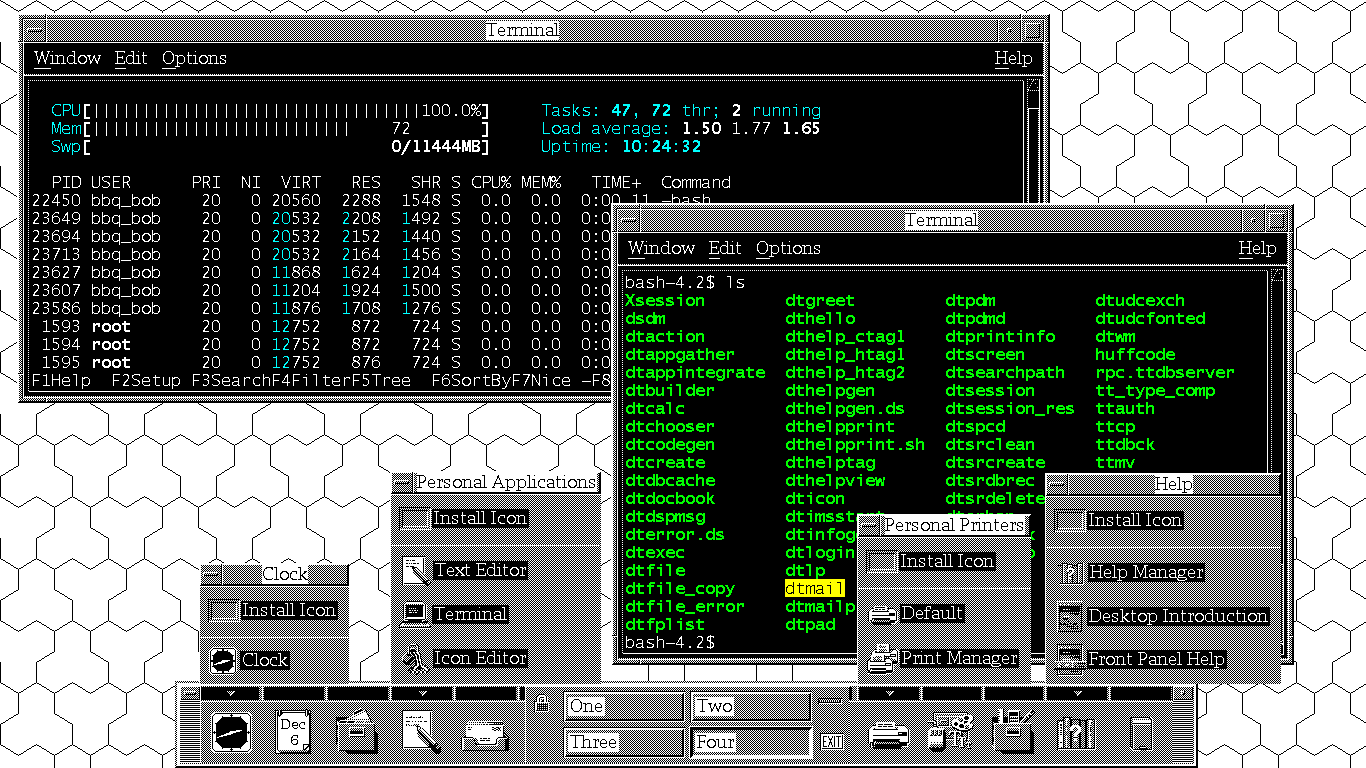 Terminal
Window Edit Options Help
CPU[||||||||||||||||||||||||||||||||||100.0%] Tasks: 47, 72 thr; 2 running
Mem[|||||||||||||||||||||||||| 72 ] Load average: 1.50 1.77 1.65
Swp[ 0/11444MB] Uptime: 10:24:32
PID USER PRI NI VIRT RES SHR S CPU% MEM% TIME+ Command
22450 bbq_bob 20 0 20560 2288 1548 S 0.0 0.0 0:00.11 -bash
23649 bbq_bob 20 0 20532 2208 1492 S 0.0 0.0 0:0
23694 bbq_bob 20 0 20532 2152 1440 S 0.0 0.0 0:0
23713 bbq_bob 20 0 20532 2164 1456 S 0.0 0.0 0:0
23627 bbq_bob 20 0 11868 1624 1204 S 0.0 0.0 0:0
23607 bbq_bob 20 0 11204 1924 1500 S 0.0 0.0 0:0
23586 bbq_bob 20 0 11876 1708 1276 S 0.0 0.0 0:0
1593 root 20 0 12752 872 724 S 0.0 0.0 0:0
1594 root 20 0 12752 872 724 S 0.0 0.0 0:0
1595 root 20 0 12752 876 724 S 0.0 0.0 0:0
F1Help F2Setup F3SearchF4FilterF5Tree F6SortByF7Nice -F8
Terminal
Window Edit Options Help
bash-4.2$ ls
Xsession dtgreet dtpdm dtudcexch
dsdm dthello dtpdmd dtudcfonted
dtaction dthelp_ctag1 dtprintinfo dtwm
dtappgather dthelp_htag1 dtscreen huffcode
dtappintegrate dthelp_htag2 dtsearchpath rpc.ttdbserver
dtbuilder dthelpgen dtsession tt_type_comp
dtcalc dthelpgen.ds dtsession_res ttauth
dtchooser dthelpprint dtspcd ttcp
dtcodegen dthelpprint.sh dtsrclean ttdbck
dtcreate dthelptag dtsrcreate ttmv
dtdbcache dthelpview dtsrdbrec
dtdocbook dticon dtsrdelete
dtdspmsg dtimsst
dterror.ds dtinfog
dtexec dtlogin
dtfile dtlp
dtfile_copy dtmail
dtfile_error dtmailp
dtfplist dtpad
bash-4.2$
Clock
Install Icon
Clock
Personal Applications
Install Icon
Text Editor
Terminal
Icon Editor
Personal Printers
Install Icon
Default
Print Manager
Help
Install Icon
Help Manager
Desktop Introduction
Front Panel Help
Dec
6
One Two
Three Four
EXIT
?